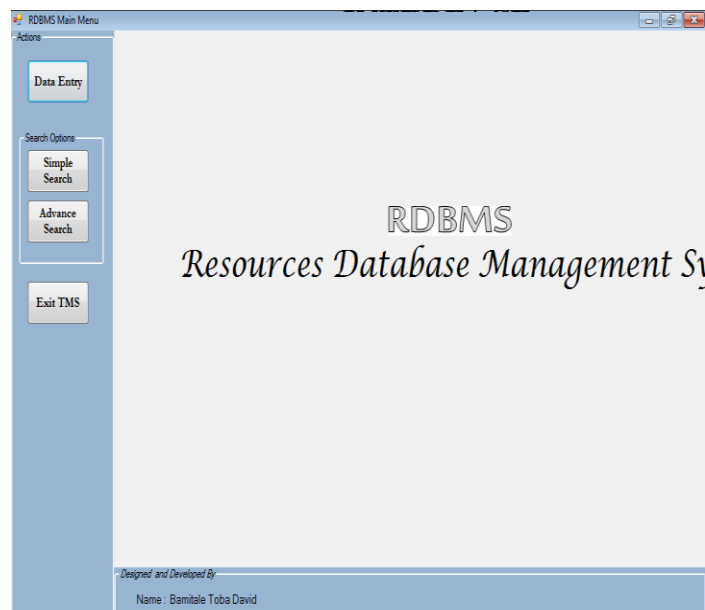 RDBMS Main Menu
Actions
Data Entry
Search Options
Simple
Search
Advance
Search
Exit TMS
RDBMS
Resources Database Management Sy
Designed and Developed By
Name : Bamitale Toba David